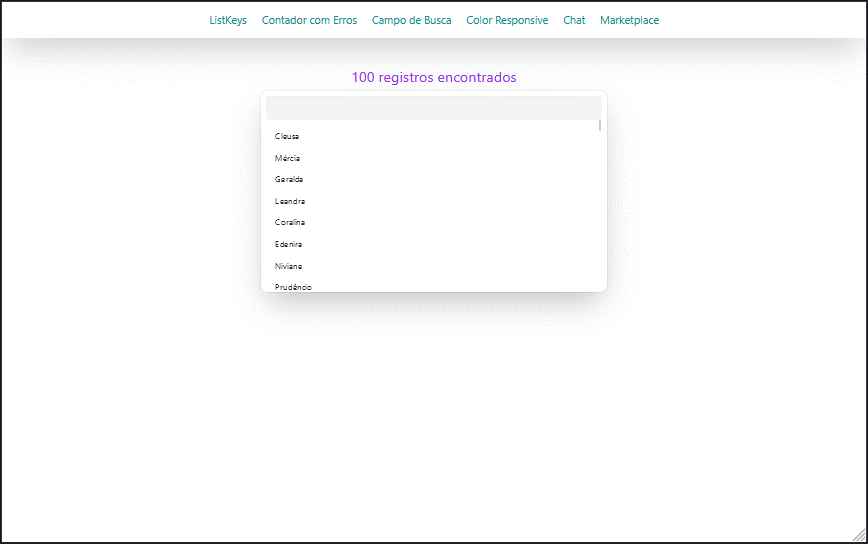 ListKeys Contador com Erros Campo de Busca Color Responsive Chat Marketplace
100 registros encontrados
Cleusa
Mércia
Geralda
Leandra
Coralina
Edenira
Niviane
Prudêncio